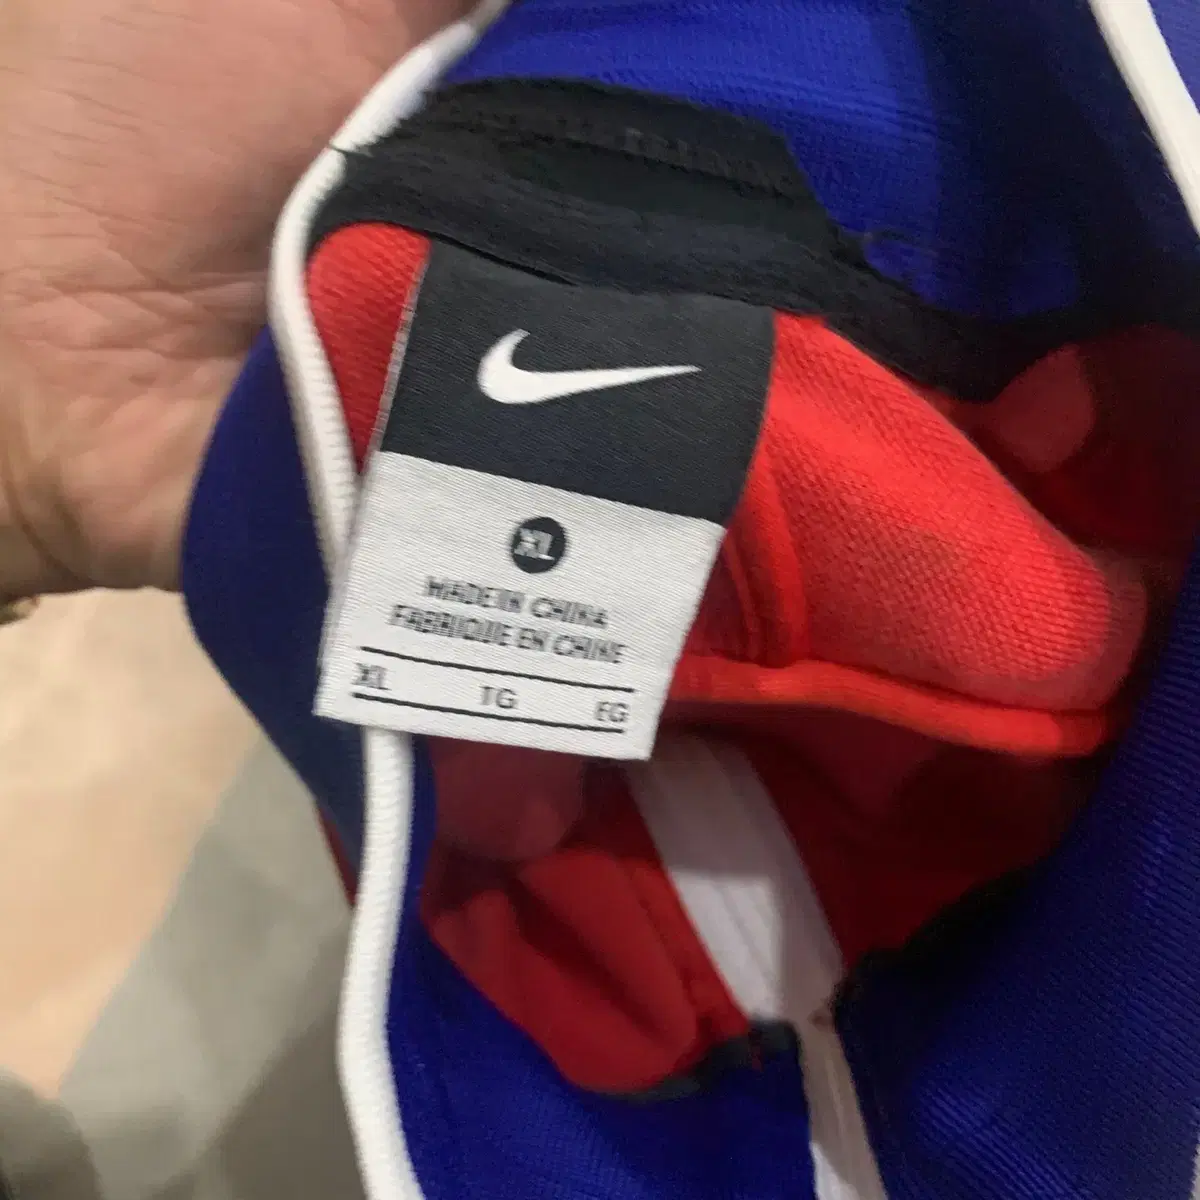 XL
MADE IN CHINA
FABRIQUE EN CHINE
XL TG EG